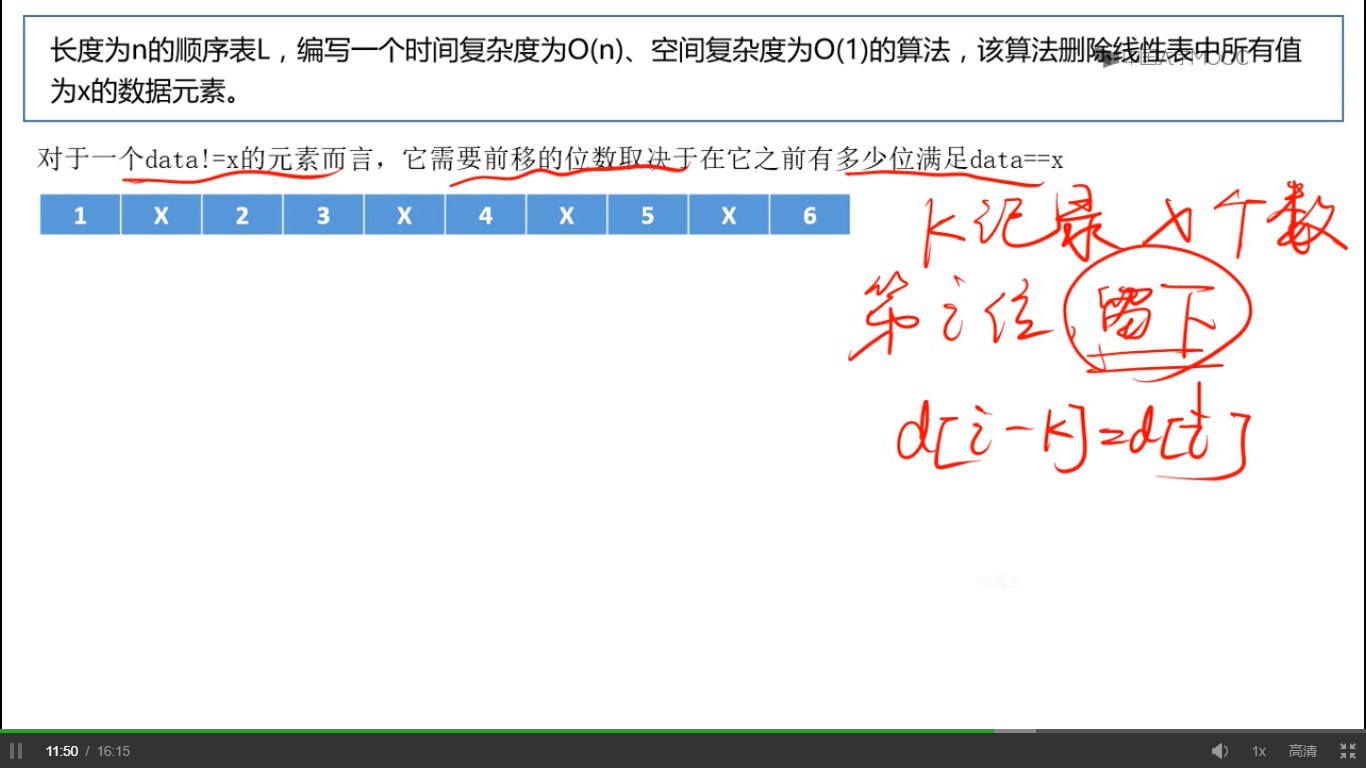 长度为n的顺序表L，编写一个时间复杂度为O(n)、空间复杂度为O(1)的算法，该算法删除线性表中所有值
为x的数据元素。
对于一个data!=x的元素而言，它需要前移的位数取决于在它之前有多少位满足data==x
1 X 2 3 X 4 X 5 X 6
k记录 x个数
第i位 留下
d[i-k]=d[i]
11:50 / 16:15 1x 高清